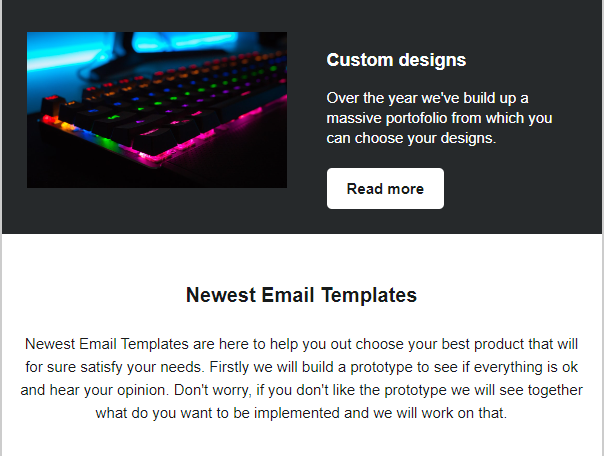 Custom designs
Over the year we've build up a
massive portofolio from which you
can choose your designs.
Read more
Newest Email Templates
Newest Email Templates are here to help you out choose your best product that will
for sure satisfy your needs. Firstly we will build a prototype to see if everything is ok
and hear your opinion. Don't worry, if you don't like the prototype we will see together
what do you want to be implemented and we will work on that.